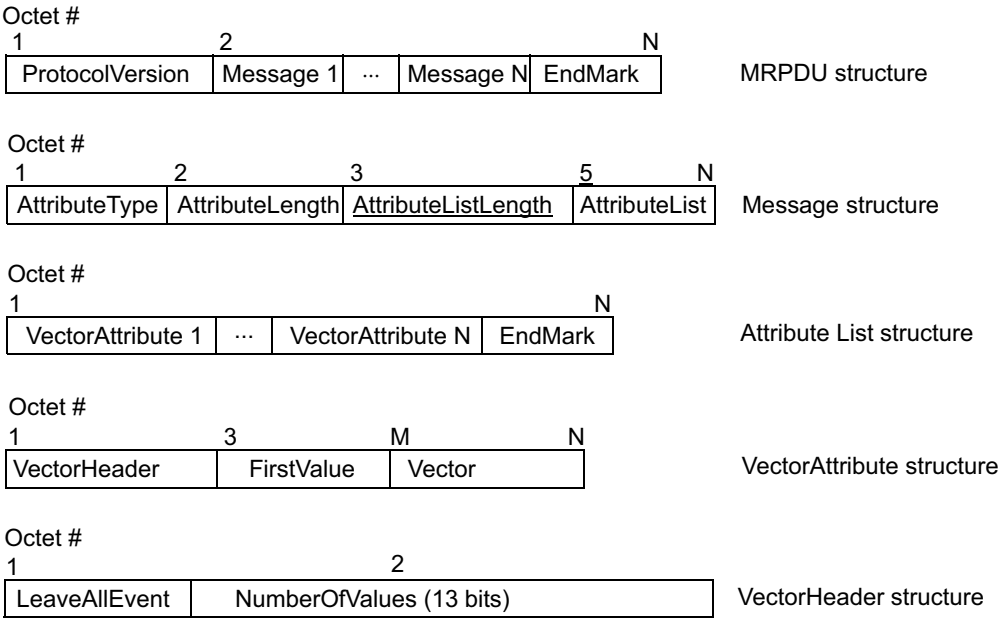 Octet #
1 2 N
ProtocolVersion Message 1 ... Message N EndMark MRPDU structure
Octet #
1 2 3 5 N
AttributeType AttributeLength AttributeListLength AttributeList Message structure
Octet #
1 N
VectorAttribute 1 ... VectorAttribute N EndMark Attribute List structure
Octet #
1 3 M N
VectorHeader FirstValue Vector VectorAttribute structure
Octet #
1 2
LeaveAllEvent NumberOfValues (13 bits) VectorHeader structure